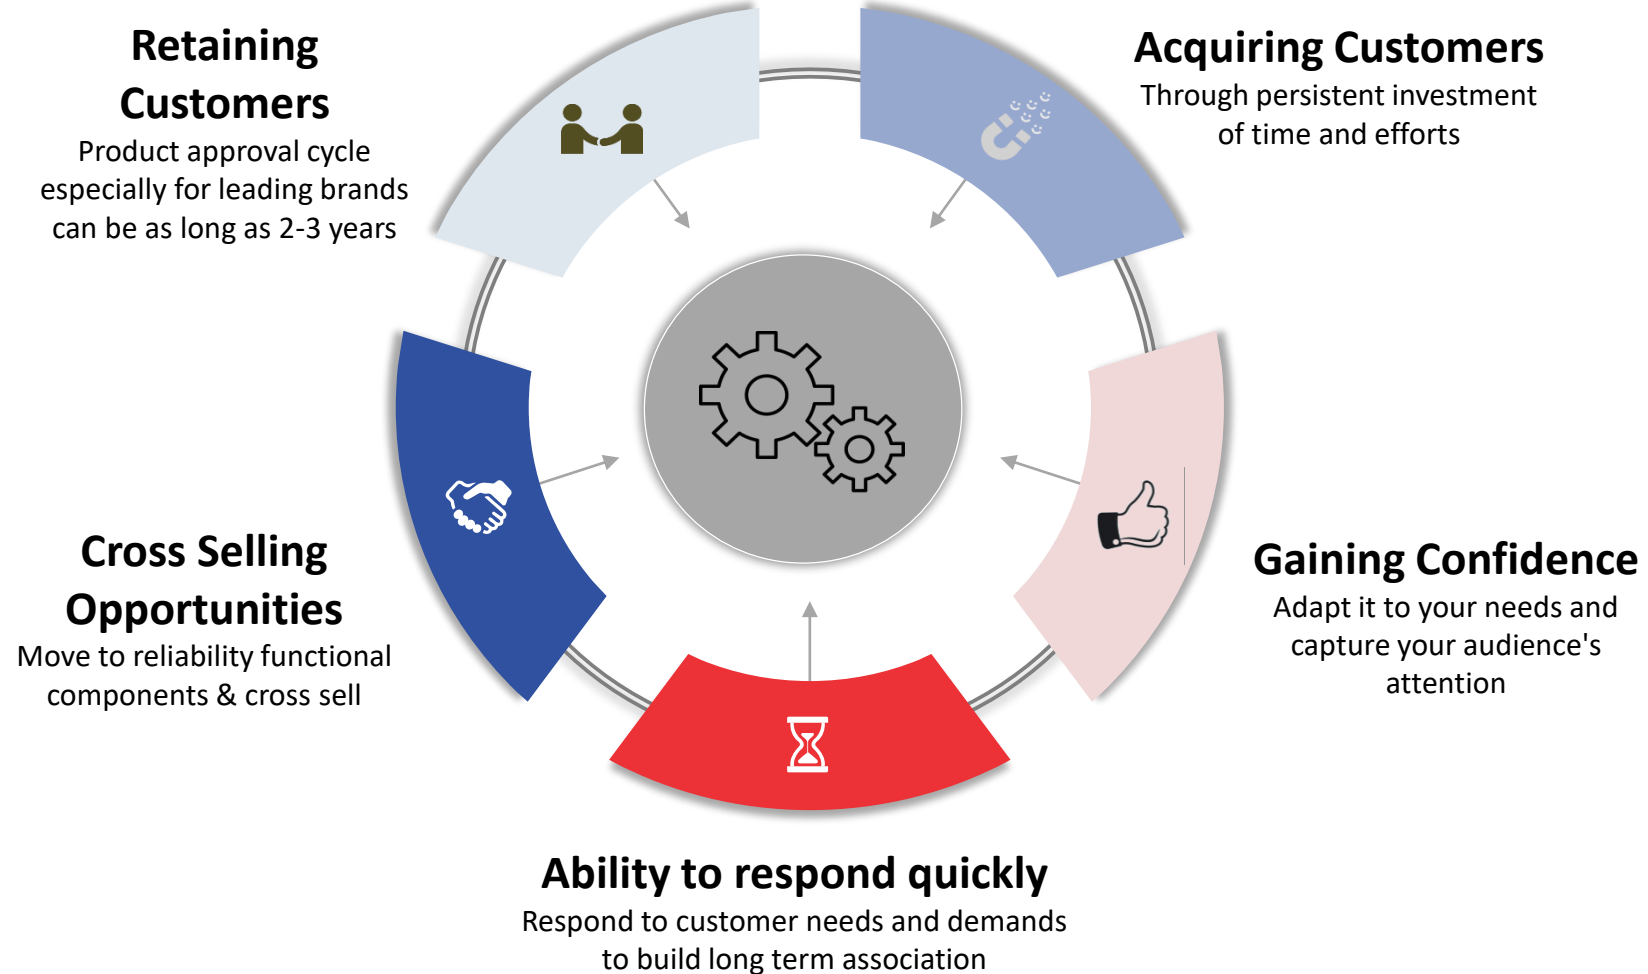 Retaining
Customers
Product approval cycle
especially for leading brands
can be as long as 2-3 years
Acquiring Customers
Through persistent investment
of time and efforts
Cross Selling
Opportunities
Move to reliability functional
components & cross sell
Gaining Confidence
Adapt it to your needs and
capture your audience's
attention
Ability to respond quickly
Respond to customer needs and demands
to build long term association